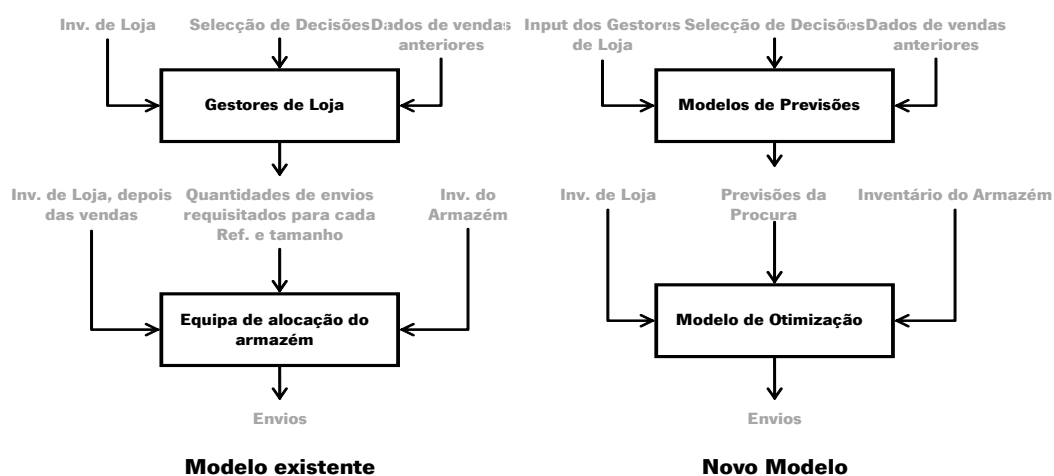 Inv. de Loja
Selecção de Decisões
Dados de vendas
anteriores
Gestores de Loja
Inv. de Loja, depois
das vendas
Quantidades de envios
requisitados para cada
Ref. e tamanho
Inv. do
Armazém
Equipa de alocação do
armazém
Envios
Modelo existente
Input dos Gestores
de Loja
Selecção de Decisões
Dados de vendas
anteriores
Modelos de Previsões
Inv. de Loja
Previsões da
Procura
Inventário do Armazém
Modelo de Otimização
Envios
Novo Modelo